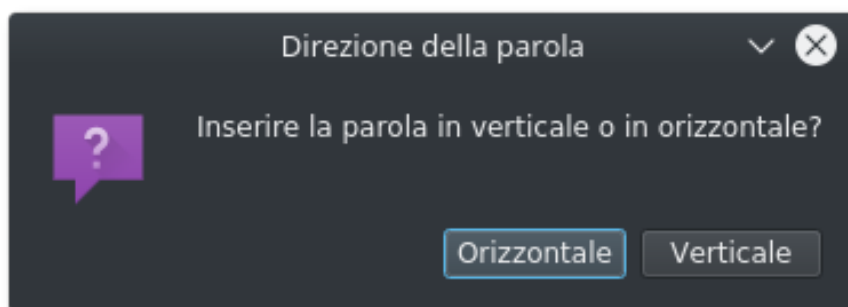 Direzione della parola
?
Inserire la parola in verticale o in orizzontale?
Orizzontale
Verticale